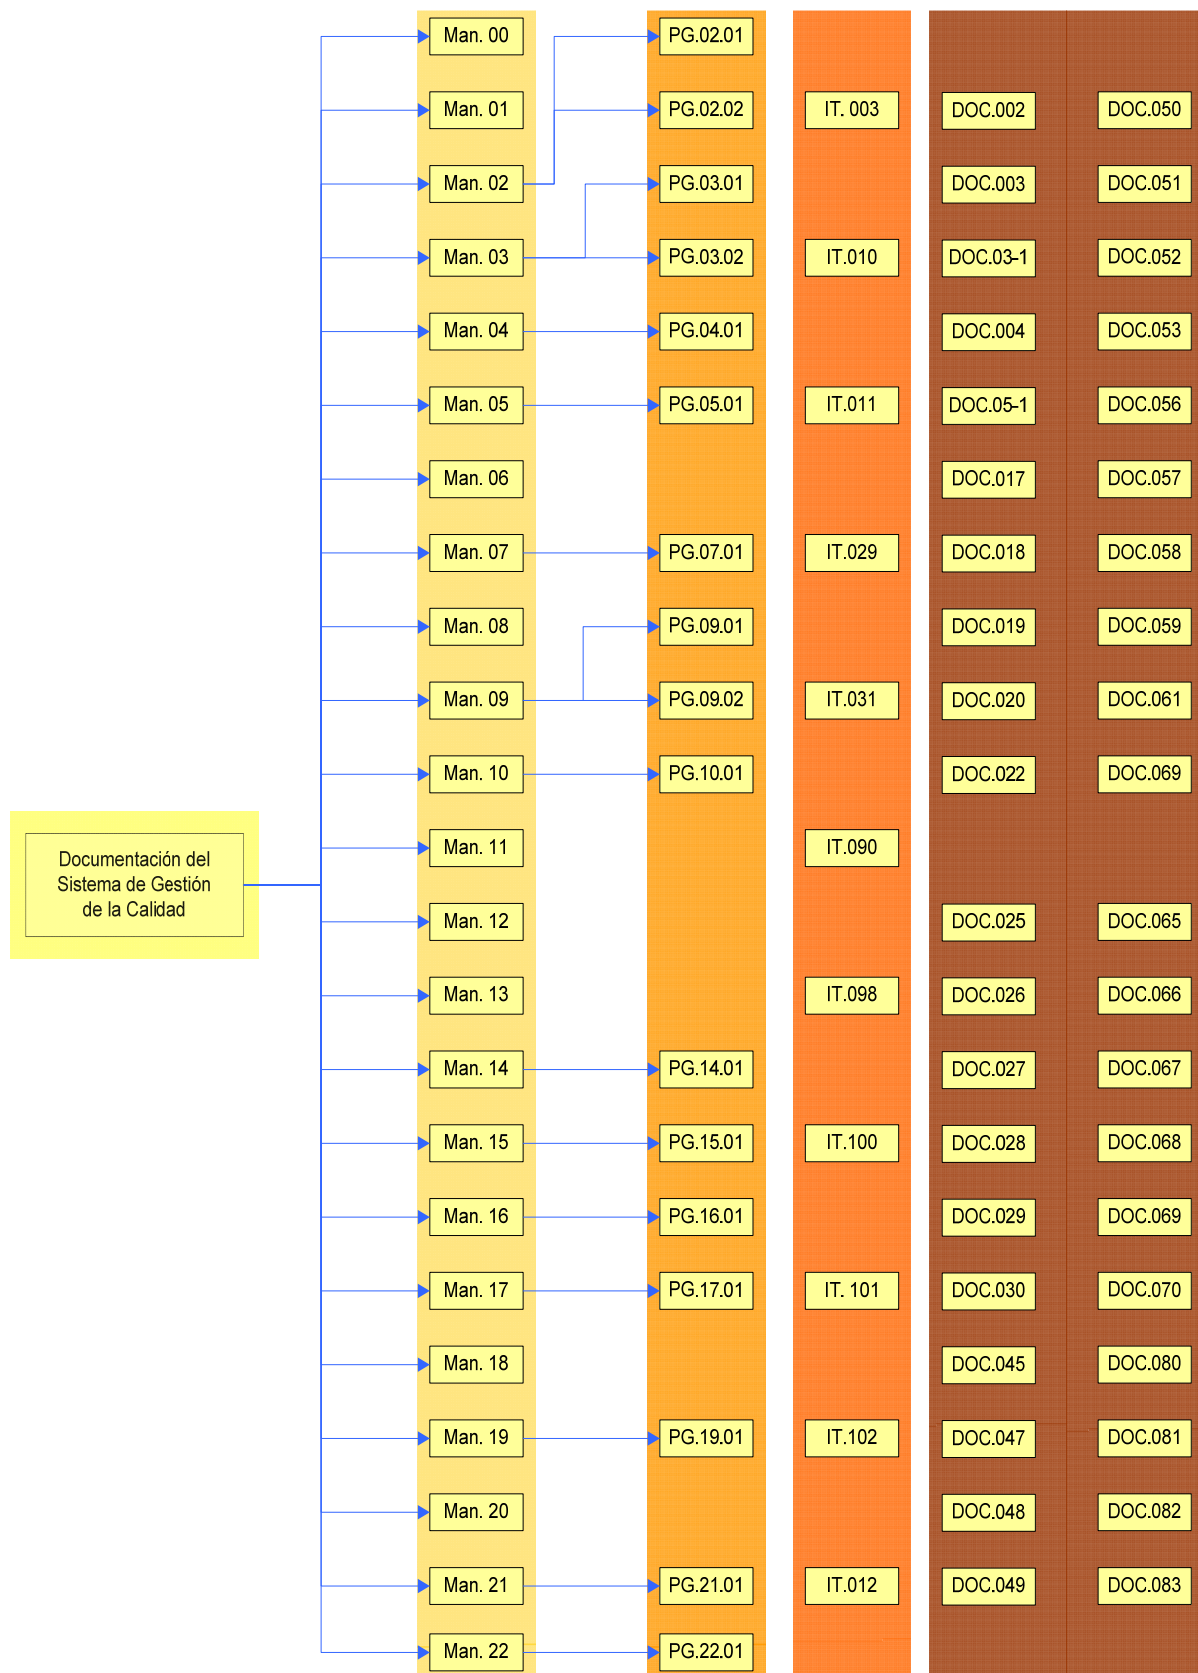 Man. 00 PG.02.01
Man. 01 PG.02.02 IT. 003 DOC.002 DOC.050
Man. 02 PG.03.01 DOC.003 DOC.051
Man. 03 PG.03.02 IT.010 DOC.03-1 DOC.052
Man. 04 PG.04.01 DOC.004 DOC.053
Man. 05 PG.05.01 IT.011 DOC.05-1 DOC.056
Man. 06 DOC.017 DOC.057
Man. 07 PG.07.01 IT.029 DOC.018 DOC.058
Man. 08 PG.09.01 DOC.019 DOC.059
Man. 09 PG.09.02 IT.031 DOC.020 DOC.061
Man. 10 PG.10.01 DOC.022 DOC.069
Man. 11 IT.090
Documentación del
Sistema de Gestión
de la Calidad
Man. 12 DOC.025 DOC.065
Man. 13 IT.098 DOC.026 DOC.066
Man. 14 PG.14.01 DOC.027 DOC.067
Man. 15 PG.15.01 IT.100 DOC.028 DOC.068
Man. 16 PG.16.01 DOC.029 DOC.069
Man. 17 PG.17.01 IT. 101 DOC.030 DOC.070
Man. 18 DOC.045 DOC.080
Man. 19 PG.19.01 IT.102 DOC.047 DOC.081
Man. 20 DOC.048 DOC.082
Man. 21 PG.21.01 IT.012 DOC.049 DOC.083
Man. 22 PG.22.01